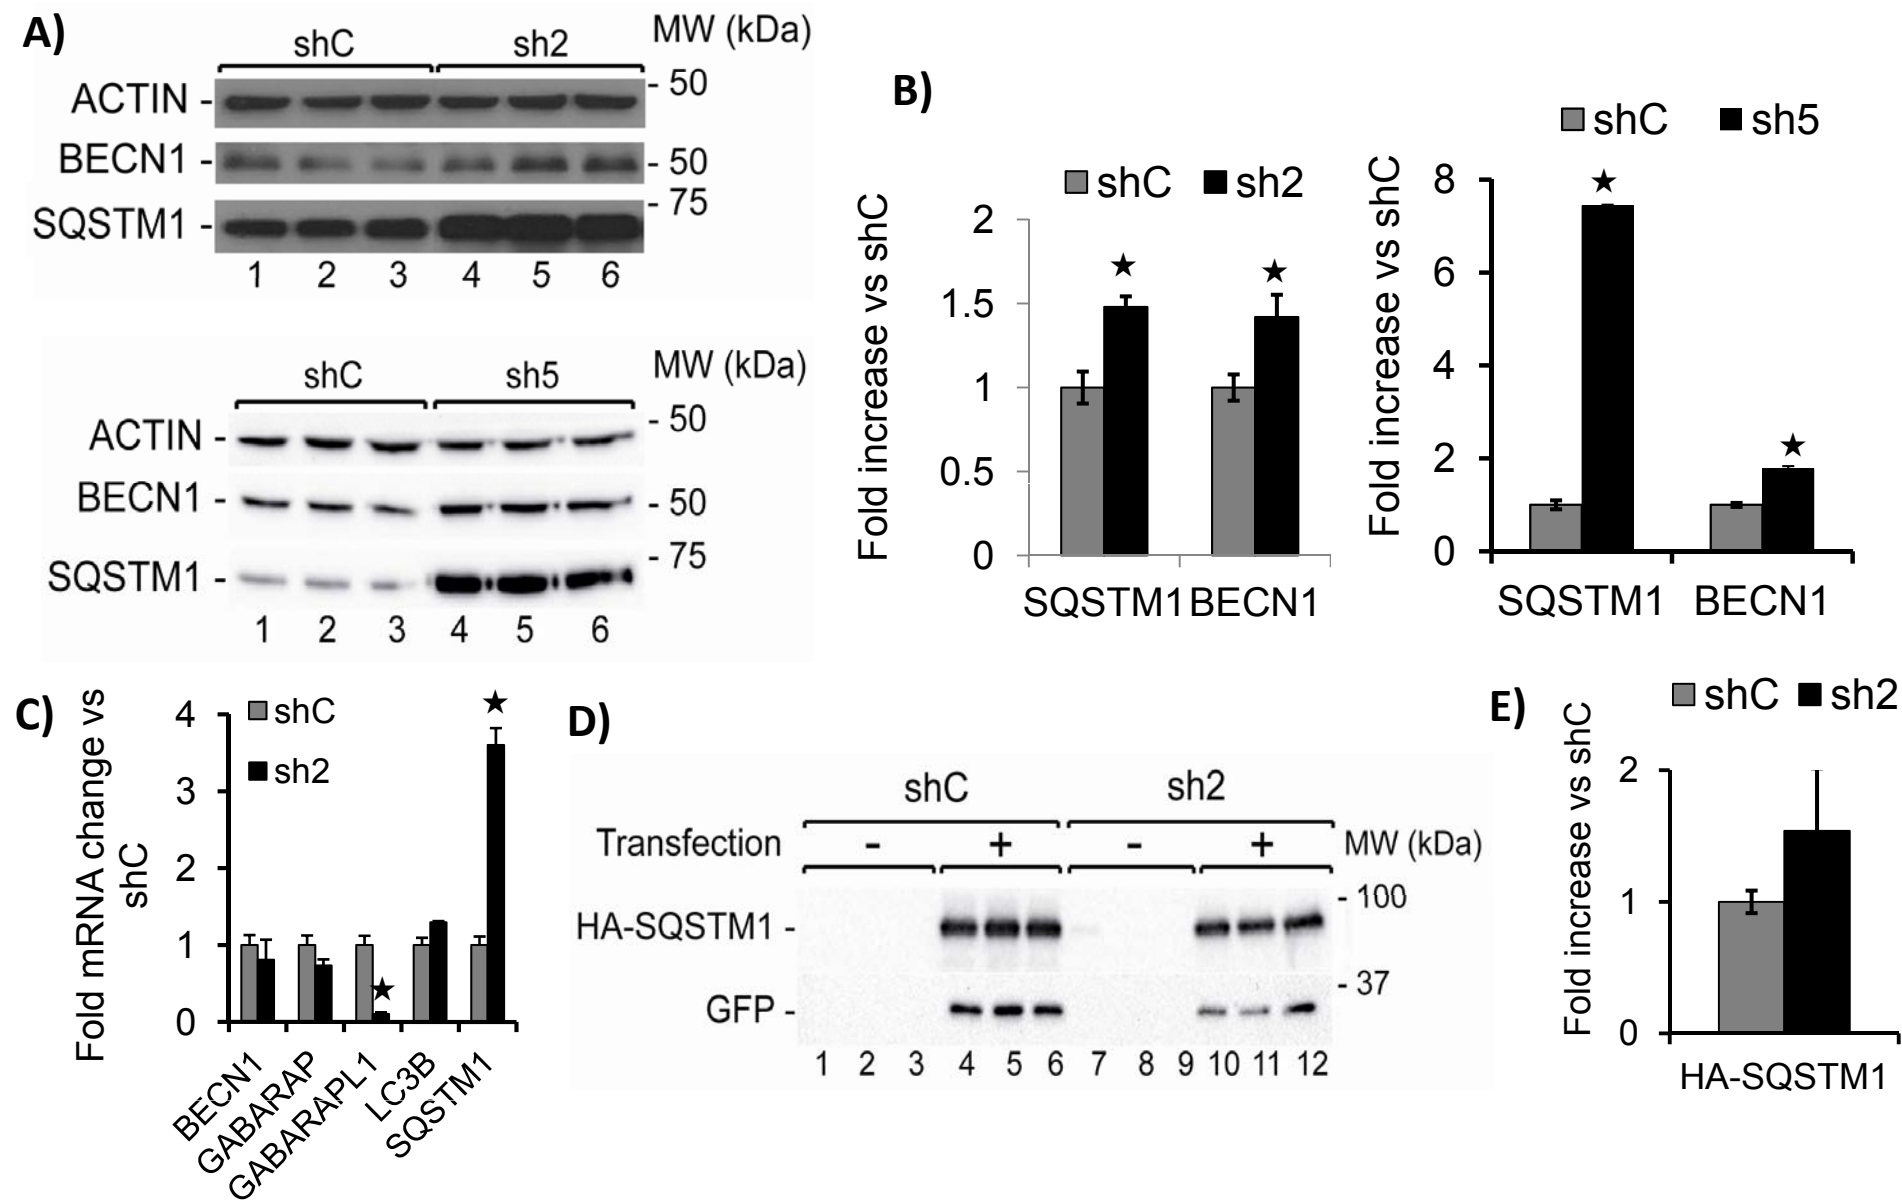 A)
shC sh2 MW (kDa)
ACTIN - - 50
BECN1 - - 50
SQSTM1 - - 75
1 2 3 4 5 6
shC sh5 MW (kDa)
ACTIN - - 50
BECN1 - - 50
SQSTM1 - - 75
1 2 3 4 5 6
B)
shC sh2
Fold increase vs shC
2
1.5
1
0.5
0
SQSTM1 BECN1
★ ★
shC sh5
Fold increase vs shC
8
6
4
2
0
SQSTM1 BECN1
★ ★
C)
Fold mRNA change vs
shC
shC
sh2
4
3
2
1
0
★ ★
BECN1
GABARAP
GABARAPL1
LC3B
SQSTM1
D)
shC sh2
Transfection - + - + MW (kDa)
HA-SQSTM1 - - 100
GFP - - 37
1 2 3 4 5 6 7 8 9 10 11 12
E)
shC sh2
Fold increase vs shC
2
1
0
HA-SQSTM1